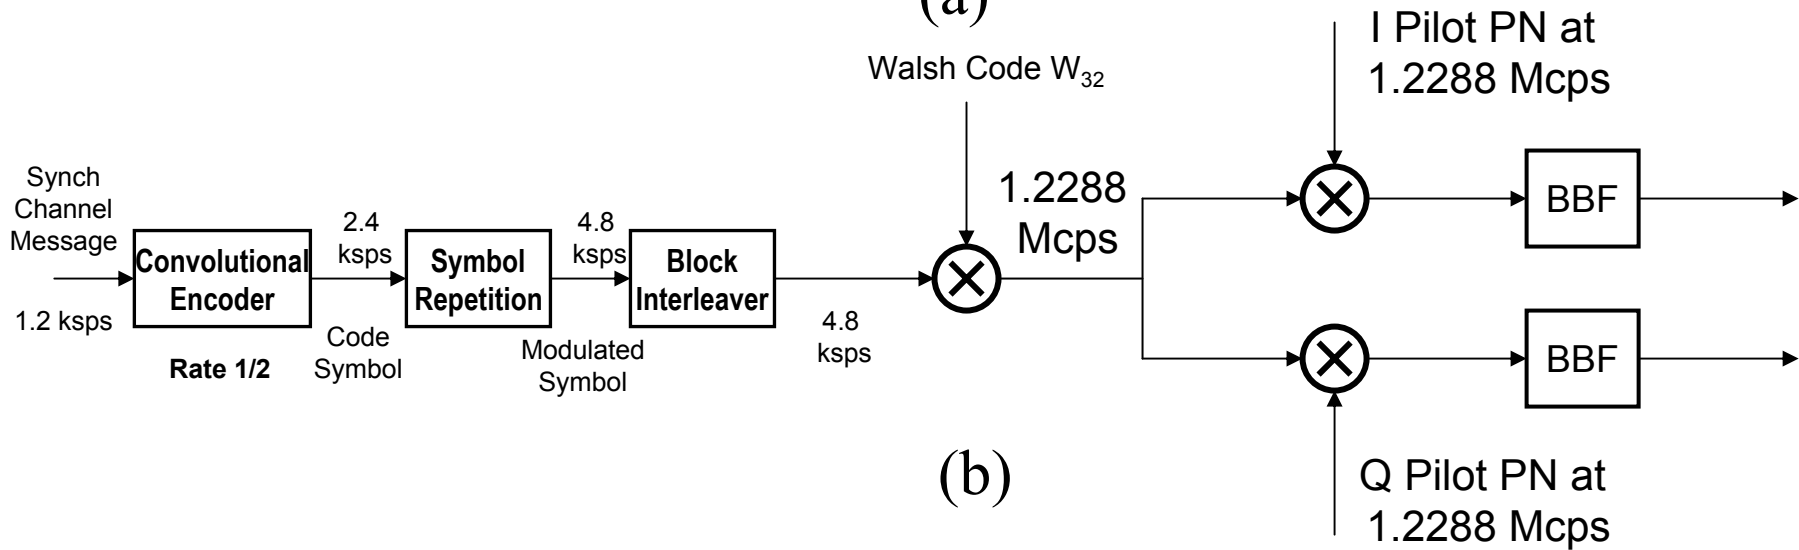 (a)
I Pilot PN at
1.2288 Mcps
Walsh Code W32
Synch
Channel
Message
1.2 ksps
Convolutional
Encoder
Rate 1/2
2.4
ksps
Code
Symbol
Symbol
Repetition
4.8
ksps
Modulated
Symbol
Block
Interleaver
4.8
ksps
1.2288
Mcps
BBF
BBF
(b)
Q Pilot PN at
1.2288 Mcps